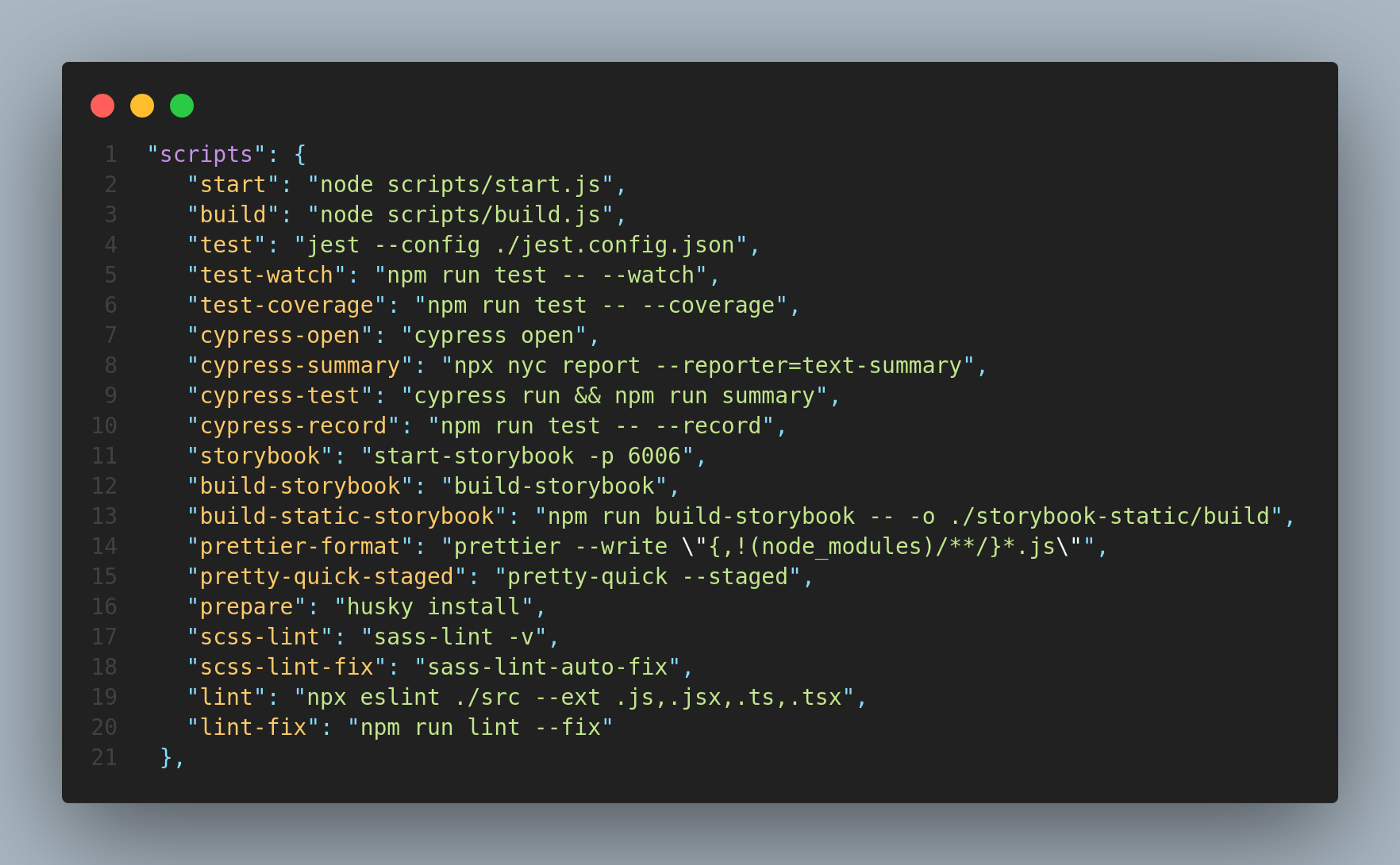 1 "scripts": {
2 "start": "node scripts/start.js",
3 "build": "node scripts/build.js",
4 "test": "jest --config ./jest.config.json",
5 "test-watch": "npm run test -- --watch",
6 "test-coverage": "npm run test -- --coverage",
7 "cypress-open": "cypress open",
8 "cypress-summary": "npx nyc report --reporter=text-summary",
9 "cypress-test": "cypress run && npm run summary",
10 "cypress-record": "npm run test -- --record",
11 "storybook": "start-storybook -p 6006",
12 "build-storybook": "build-storybook",
13 "build-static-storybook": "npm run build-storybook -- -o ./storybook-static/build",
14 "prettier-format": "prettier --write \"{,!(node_modules)/**/}*.js\"",
15 "pretty-quick-staged": "pretty-quick --staged",
16 "prepare": "husky install",
17 "scss-lint": "sass-lint -v",
18 "scss-lint-fix": "sass-lint-auto-fix",
19 "lint": "npx eslint ./src --ext .js,.jsx,.ts,.tsx",
20 "lint-fix": "npm run lint --fix"
21 },